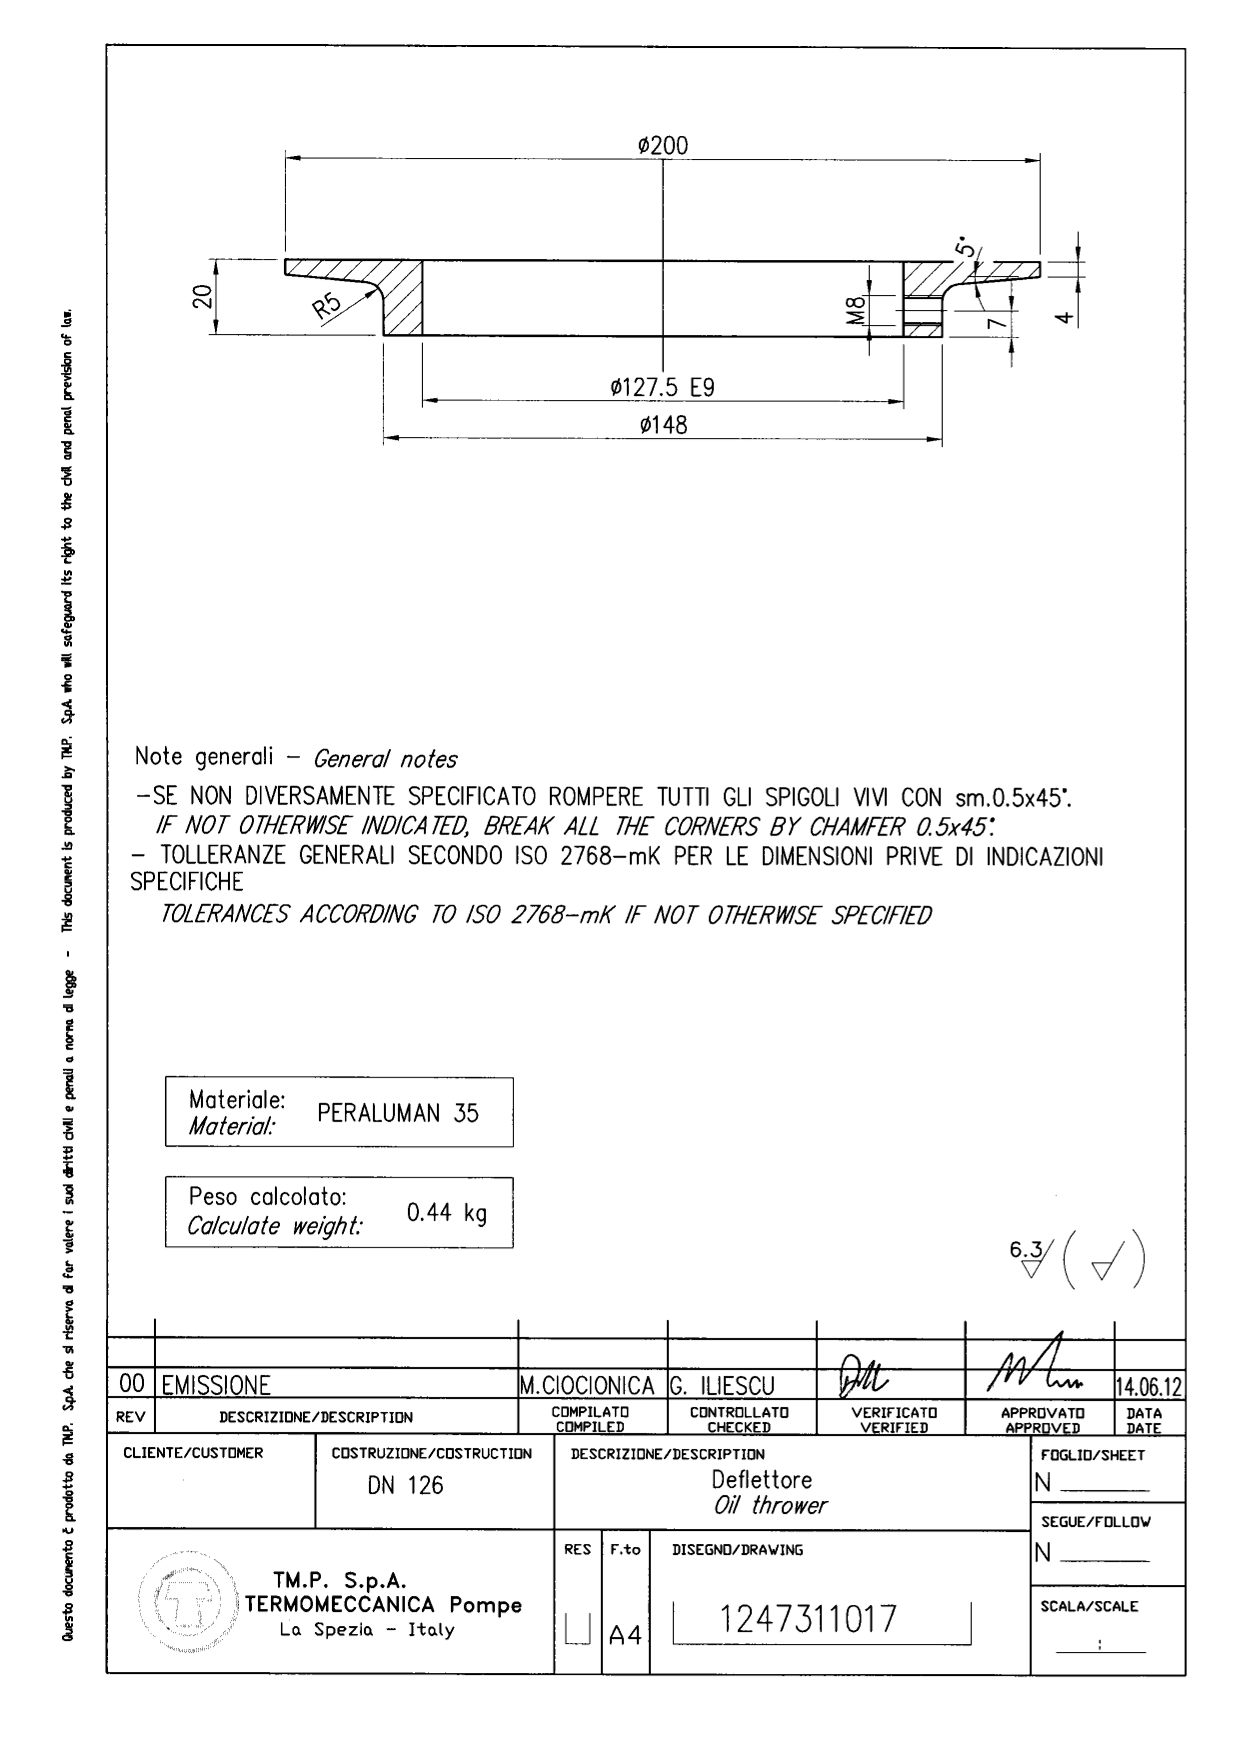 Questo documento è prodotto da TM.P. S.p.A. che si riserva di far valere i suoi diritti civili e penali a norma di legge - This document is produced by TM.P. S.p.A. who will safeguard its right to the civil and penal prevision of law.
ø200
5°
20
R5
M8
7
4
ø127.5 E9
ø148
Note generali - General notes
-SE NON DIVERSAMENTE SPECIFICATO ROMPERE TUTTI GLI SPIGOLI VIVI CON sm.0.5x45°.
IF NOT OTHERWISE INDICATED, BREAK ALL THE CORNERS BY CHAMFER 0.5x45°.
- TOLLERANZE GENERALI SECONDO ISO 2768-mK PER LE DIMENSIONI PRIVE DI INDICAZIONI
SPECIFICHE
TOLERANCES ACCORDING TO ISO 2768-mK IF NOT OTHERWISE SPECIFIED
Materiale: PERALUMAN 35
Material:
Peso calcolato: 0.44 kg
Calculate weight:
6.3
00 EMISSIONE M.CIOCIONICA G. ILIESCU 14.06.12
REV DESCRIZIONE/DESCRIPTION COMPILATO CONTROLLATO VERIFICATO APPROVATO DATA
COMPILED CHECKED VERIFIED APPROVED DATE
CLIENTE/CUSTOMER COSTRUZIONE/COSTRUCTION DESCRIZIONE/DESCRIPTION FOGLIO/SHEET
DN 126 Deflettore N
Oil thrower
SEGUE/FOLLOW
N
RES F.to DISEGNO/DRAWING
TM.P. S.p.A.
TERMOMECCANICA Pompe
La Spezia - Italy
A4 1247311017
SCALA/SCALE
: